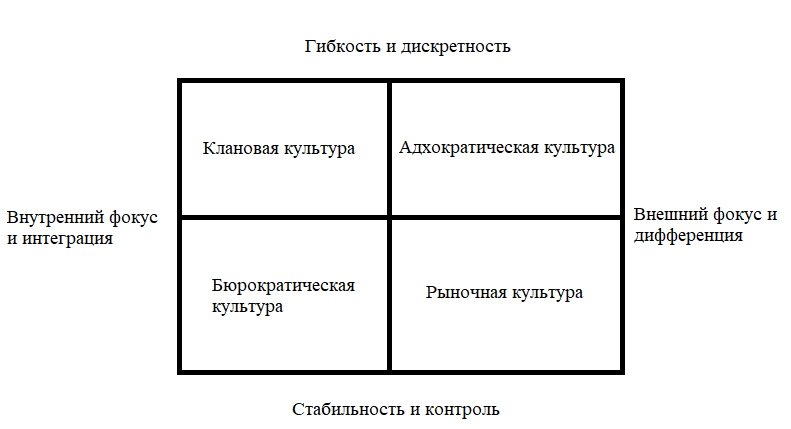 Гибкость и дискретность
Клановая культура
Адхократическая культура
Внутренний фокус
и интеграция
Внешний фокус и
дифференция
Бюрократическая
культура
Рыночная культура
Стабильность и контроль